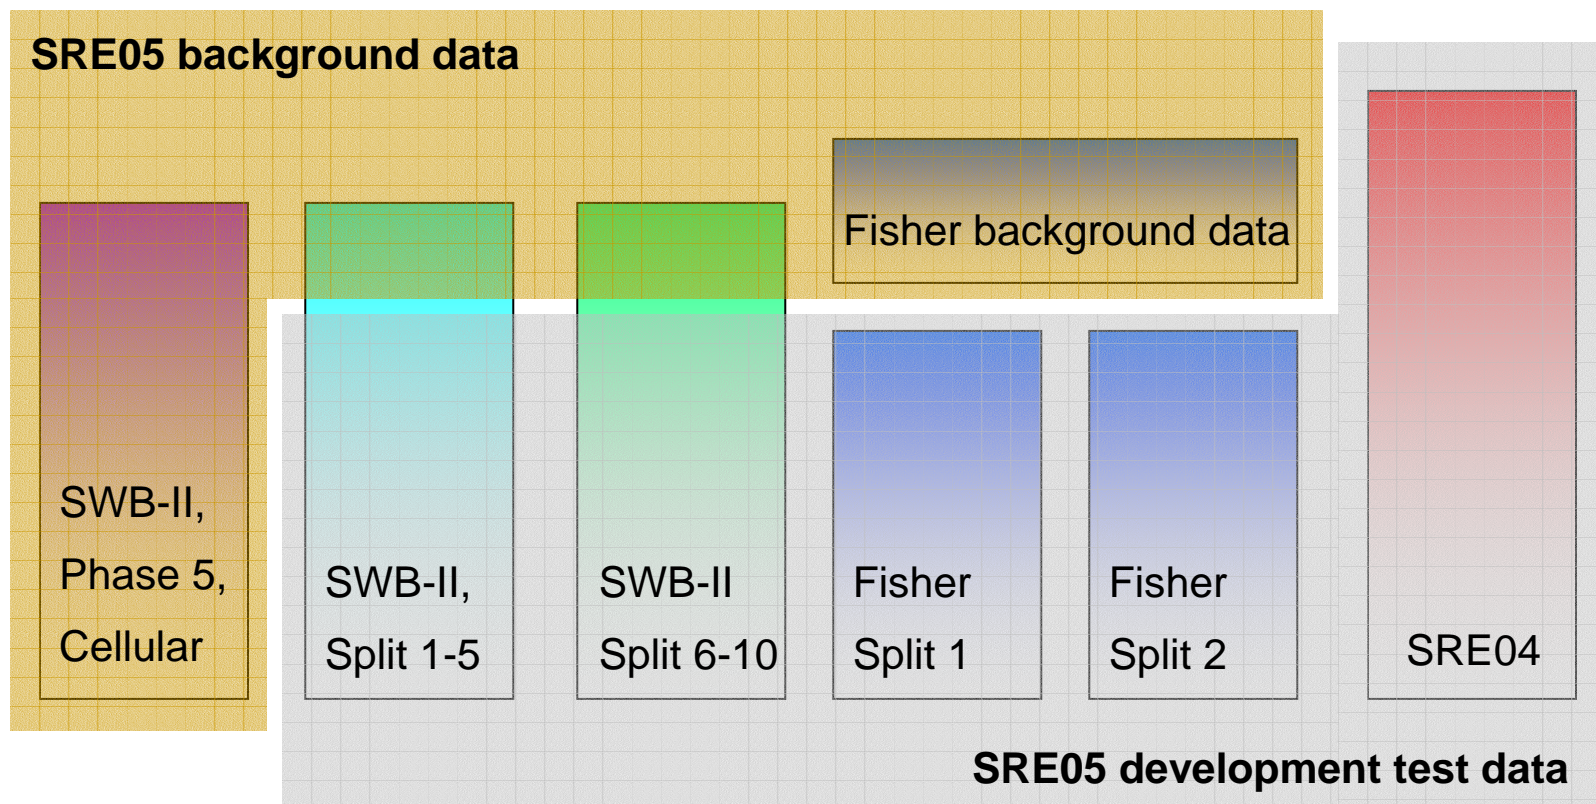 SRE05 background data
Fisher background data
SWB-II,
Phase 5,
Cellular
SWB-II,
Split 1-5
SWB-II
Split 6-10
Fisher
Split 1
Fisher
Split 2
SRE04
SRE05 development test data